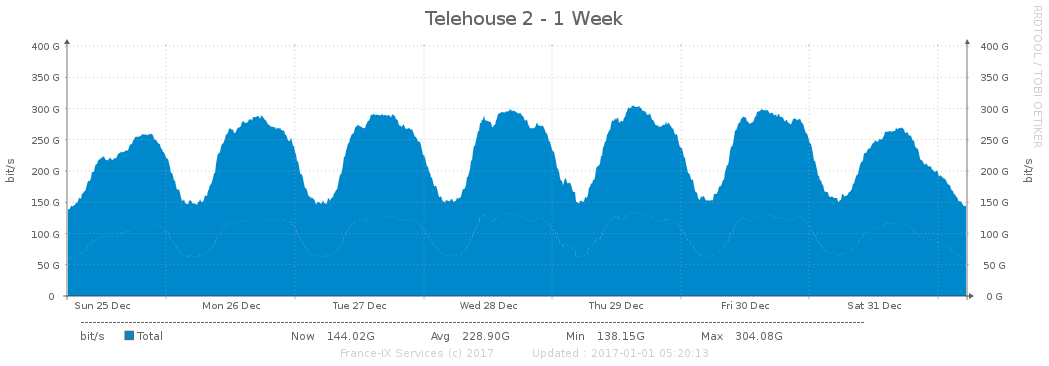 Telehouse 2 - 1 Week
RRDTOOL / TOBI OETIKER
bit/s
400 G 400 G
350 G 350 G
300 G 300 G
250 G 250 G
200 G 200 G
150 G 150 G
100 G 100 G
50 G 50 G
0 0 G
bit/s
Sun 25 Dec Mon 26 Dec Tue 27 Dec Wed 28 Dec Thu 29 Dec Fri 30 Dec Sat 31 Dec
bit/s Total Now 144.02G Avg 228.90G Min 138.15G Max 304.08G
France-IX Services (c) 2017 Updated : 2017-01-01 05:20:13